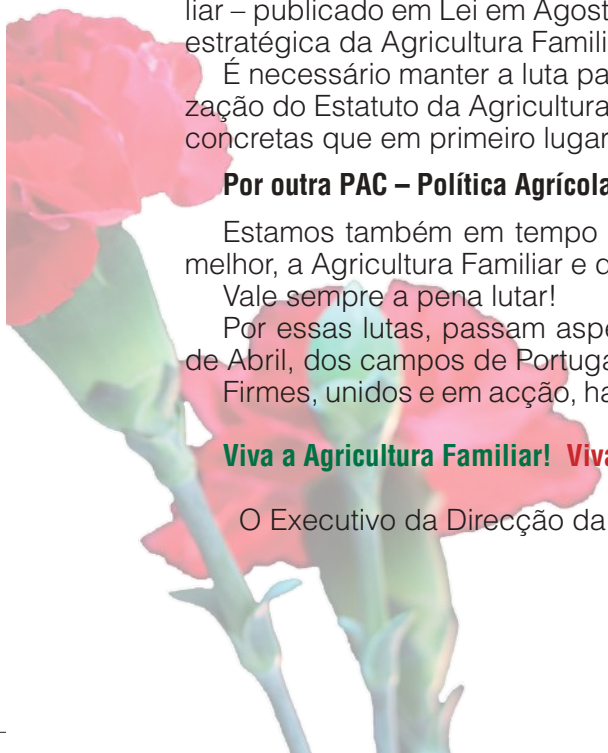 liar – publicado em Lei em Agost
estratégica da Agricultura Famili
É necessário manter a luta pa
zação do Estatuto da Agricultura
concretas que em primeiro lugar
Por outra PAC – Política Agrícola
Estamos também em tempo
melhor, a Agricultura Familiar e o
Vale sempre a pena lutar!
Por essas lutas, passam aspe
de Abril, dos campos de Portuga
Firmes, unidos e em acção, ha
Viva a Agricultura Familiar! Viva
O Executivo da Direcção da